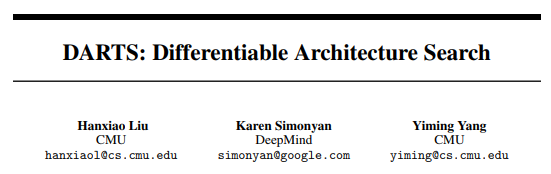 DARTS: Differentiable Architecture Search
Hanxiao Liu
CMU
hanxiaol@cs.cmu.edu
Karen Simonyan
DeepMind
simonyan@google.com
Yiming Yang
CMU
yiming@cs.cmu.edu